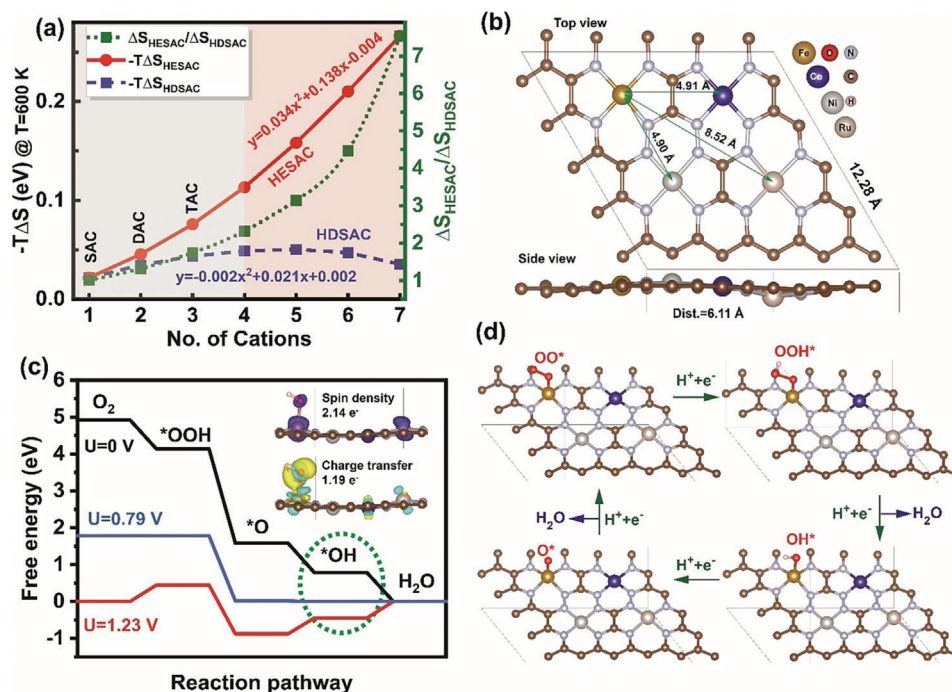 (a)
ΔS_HESAC/ΔS_HDSAC
-TΔS_HESAC
-TΔS_HDSAC
y=0.034x²+0.138x-0.004
HESAC
HDSAC
y=-0.002x²+0.021x+0.002
SAC
DAC
TAC
-TΔS (eV) @T=600 K
0.0
0.1
0.2
1 2 3 4 5 6 7
No. of Cations
1
2
3
4
5
6
7
ΔS_HESAC/ΔS_HDSAC
(b)
Top view
4.91 Å
4.90 Å
8.52 Å
12.28 Å
Fe O N
Co C
Ni H
Ru
Side view
Dist.=6.11 Å
(c)
6
5
4
3
2
1
0
-1
Free energy (eV)
O₂
*OOH
*O
*OH
H₂O
U=0 V
U=0.79 V
U=1.23 V
Spin density
2.14 e⁻
Charge transfer
1.19 e⁻
Reaction pathway
(d)
OO*
H⁺+e⁻
OOH*
H⁺+e⁻ H₂O
OH*
H⁺+e⁻
O*
H₂O H⁺+e⁻